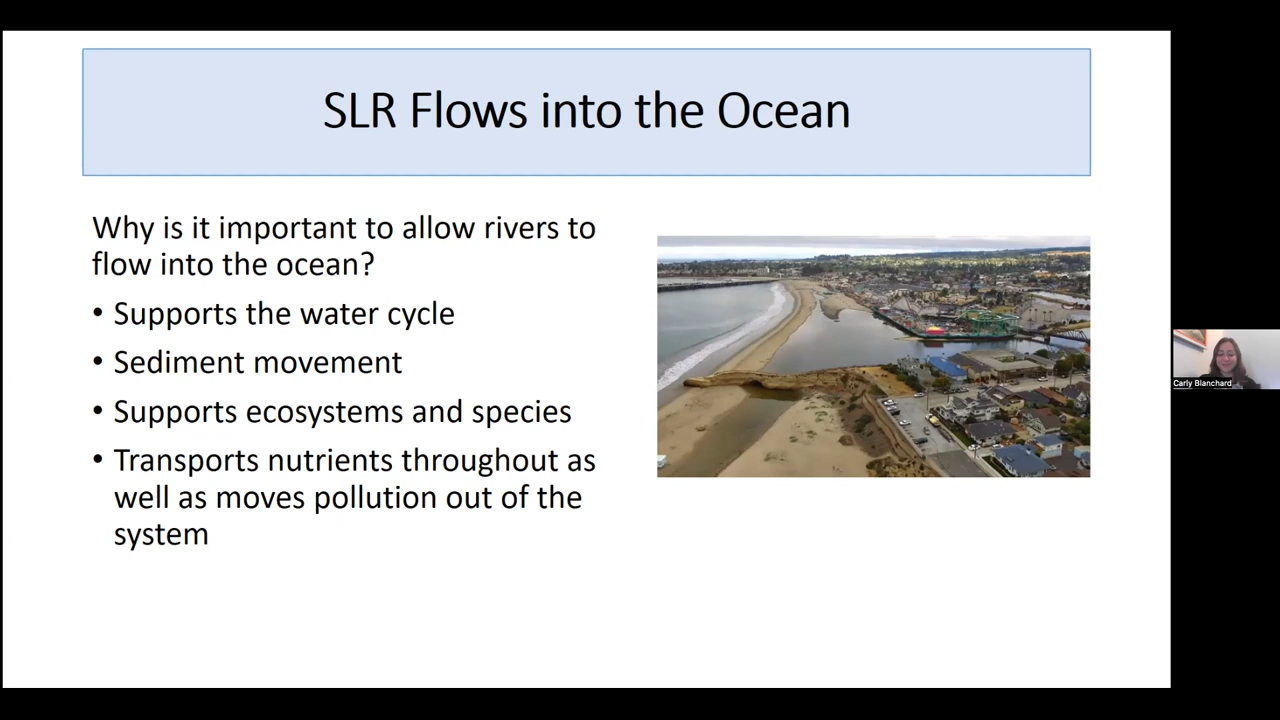 SLR Flows into the Ocean
Why is it important to allow rivers to
flow into the ocean?
• Supports the water cycle
• Sediment movement
• Supports ecosystems and species
• Transports nutrients throughout as
well as moves pollution out of the
system
Carly Blanchard